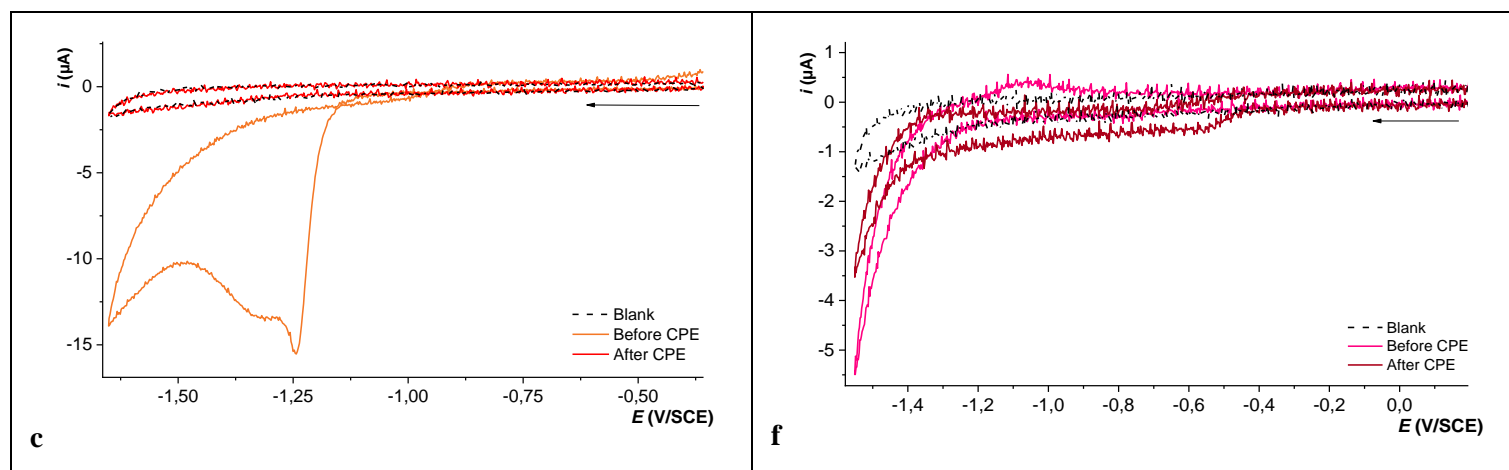 i (µA)
0
-5
-10
-15
Blank
Before CPE
After CPE
-1,50
-1,25
-1,00
-0,75
-0,50
E (V/SCE)
c
i (µA)
1
0
-1
-2
-3
-4
-5
Blank
Before CPE
After CPE
-1,4
-1,2
-1,0
-0,8
-0,6
-0,4
-0,2
0,0
E (V/SCE)
f